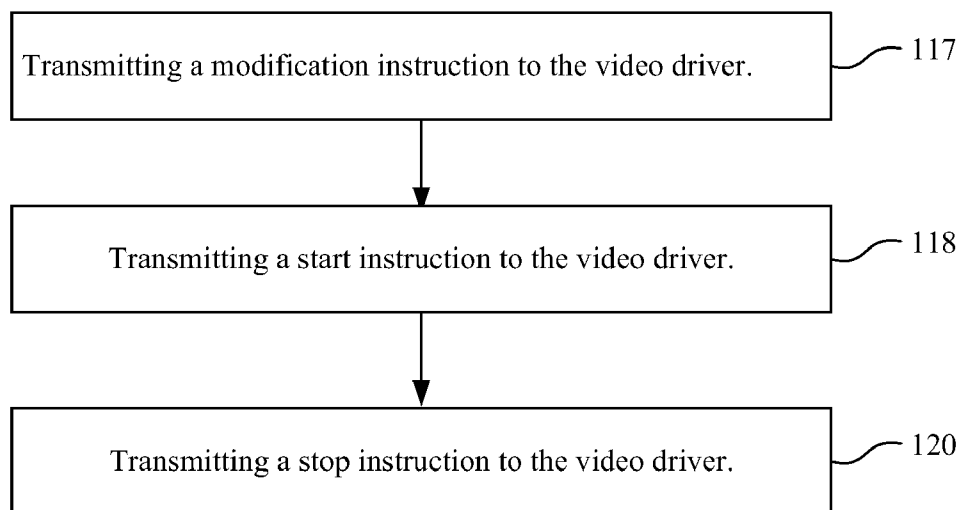 Transmitting a modification instruction to the video driver.
117
Transmitting a start instruction to the video driver.
118
Transmitting a stop instruction to the video driver.
120